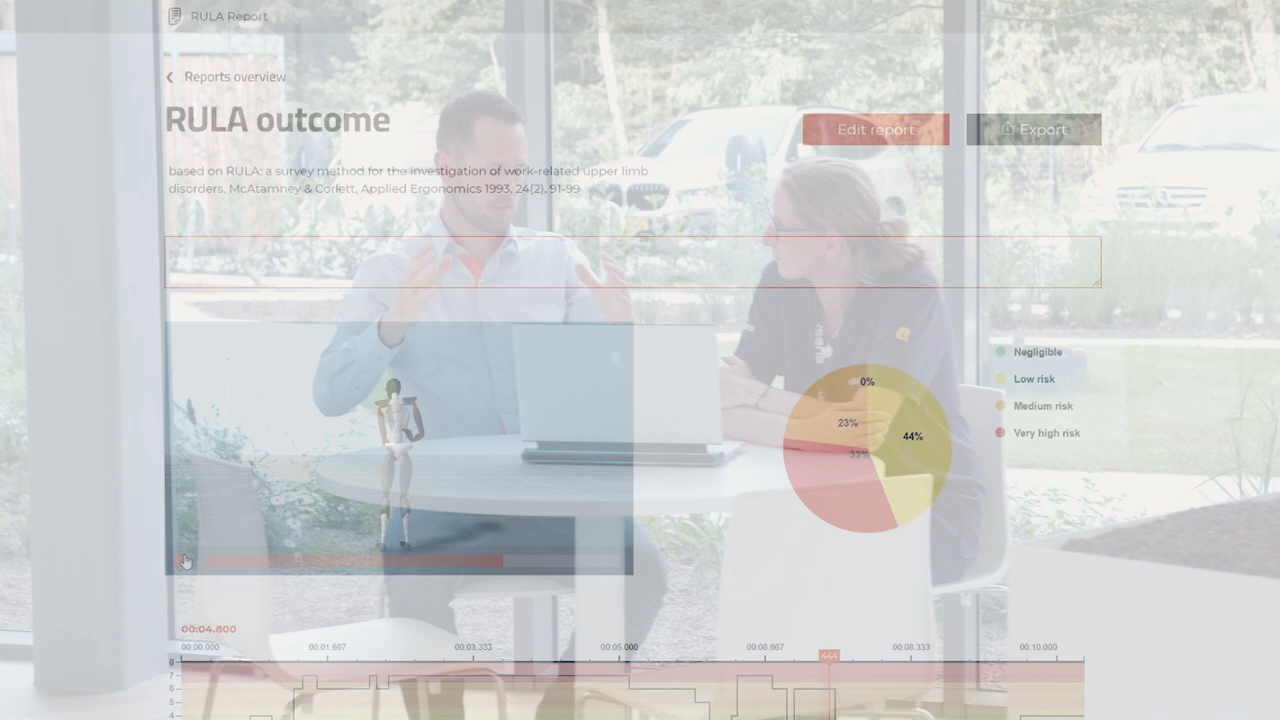 RULA Report
Reports overview
RULA outcome
Edit report
Export
based on RULA: a survey method for the investigation of work-related upper limb
disorders, McAtamney & Corlett, Applied Ergonomics 1993, 24(2), 91-99
Negligible
Low risk
Medium risk
Very high risk
0%
23%
44%
33%
00:04.800
00:00.000
00:01.667
00:03.333
00:05.000
00:06.667
00:08.333
00:10.000
444
8
7
6
5
4